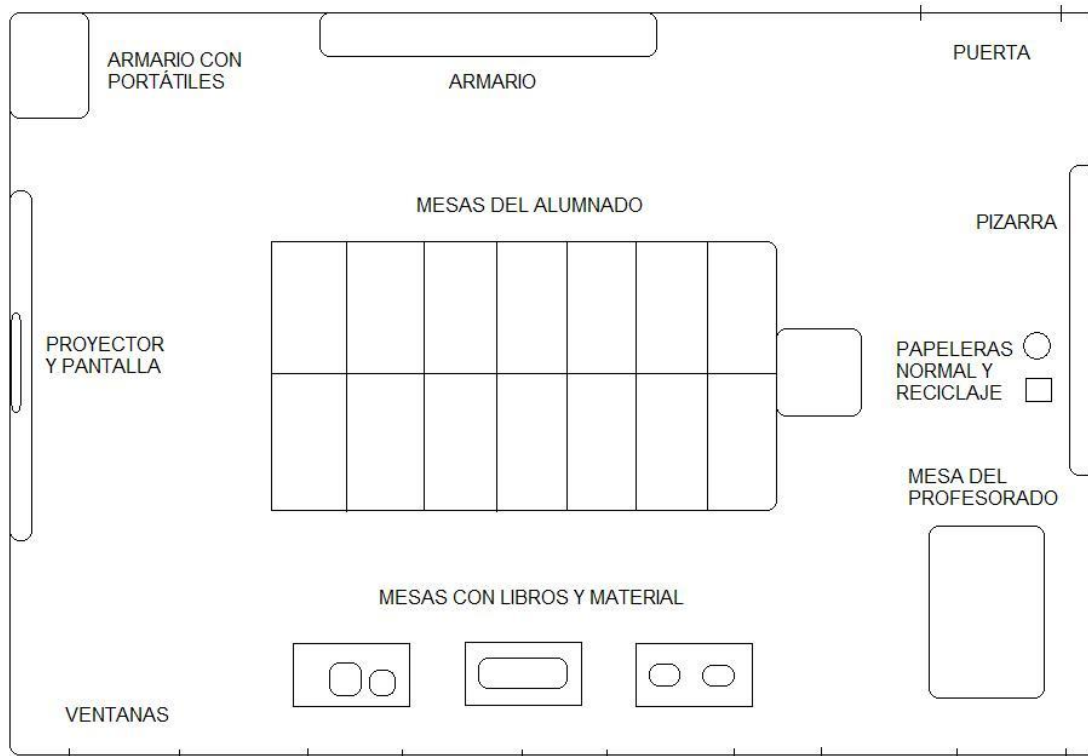 ARMARIO CON
PORTÁTILES
ARMARIO
PUERTA
MESAS DEL ALUMNADO
PIZARRA
PROYECTOR
Y PANTALLA
PAPELERAS
NORMAL Y
RECICLAJE
MESA DEL
PROFESORADO
MESAS CON LIBROS Y MATERIAL
VENTANAS